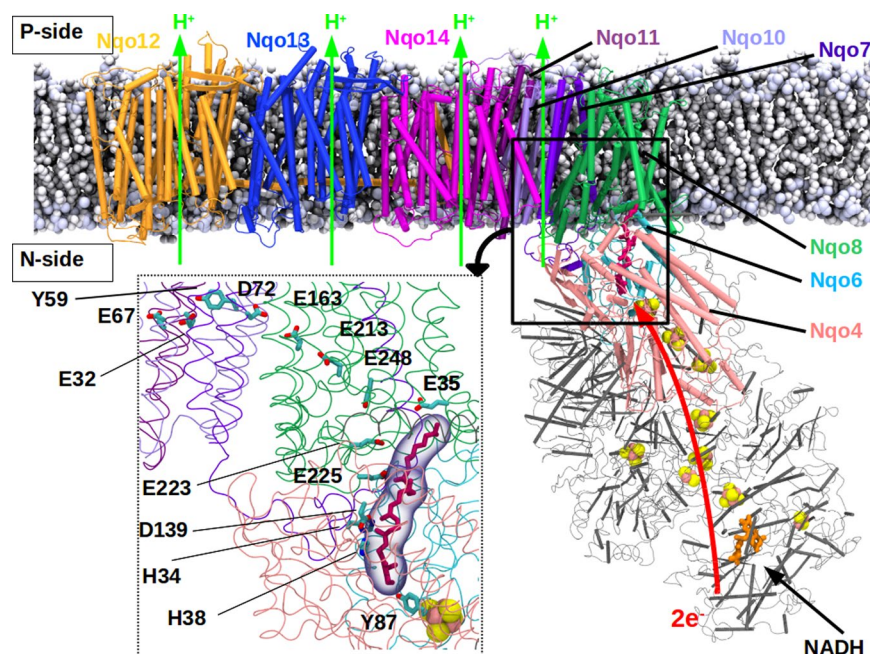 P-side
H+
H+
H+
H+
Nqo12
Nqo13
Nqo14
Nqo11
Nqo10
Nqo7
N-side
Nqo8
Nqo6
Nqo4
Y59
D72
E163
E67
E213
E248
E32
E35
E223
E225
D139
H34
H38
Y87
2e-
NADH